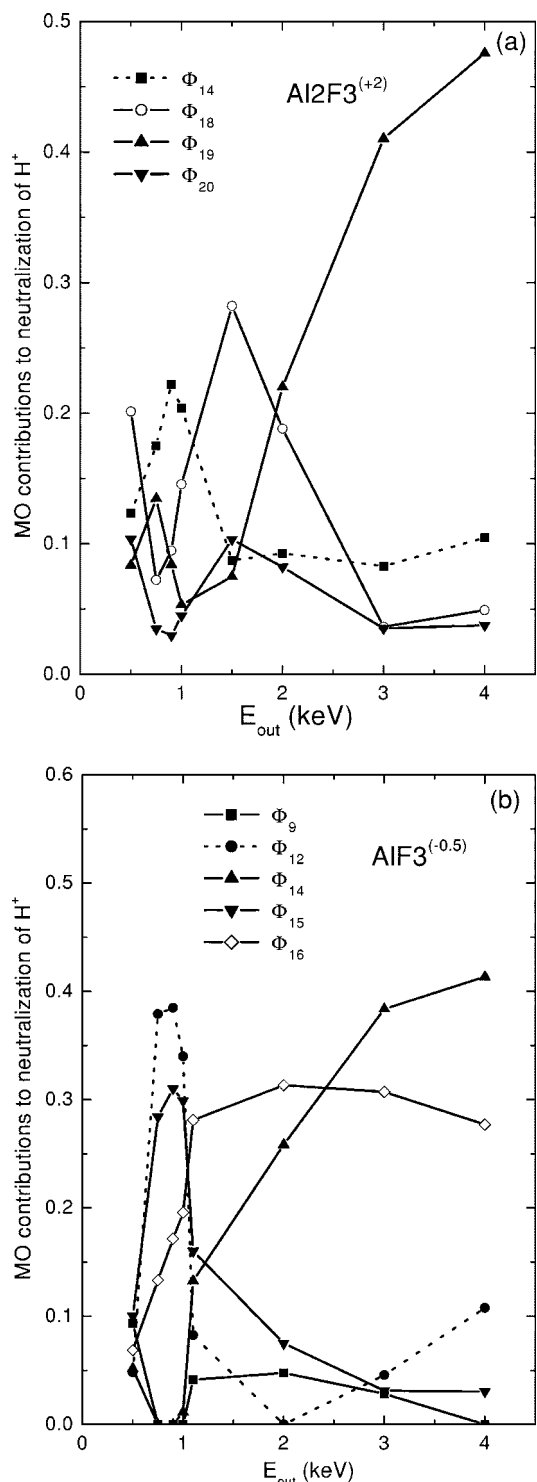 (a)
Φ14
Φ18
Φ19
Φ20
Al2F3(+2)
MO contributions to neutralization of H+
0.5
0.4
0.3
0.2
0.1
0.0
0 1 2 3 4
Eout (keV)
(b)
Φ9
Φ12
Φ14
Φ15
Φ16
AlF3(-0.5)
MO contributions to neutralization of H+
0.6
0.5
0.4
0.3
0.2
0.1
0.0
0 1 2 3 4
Eout (keV)